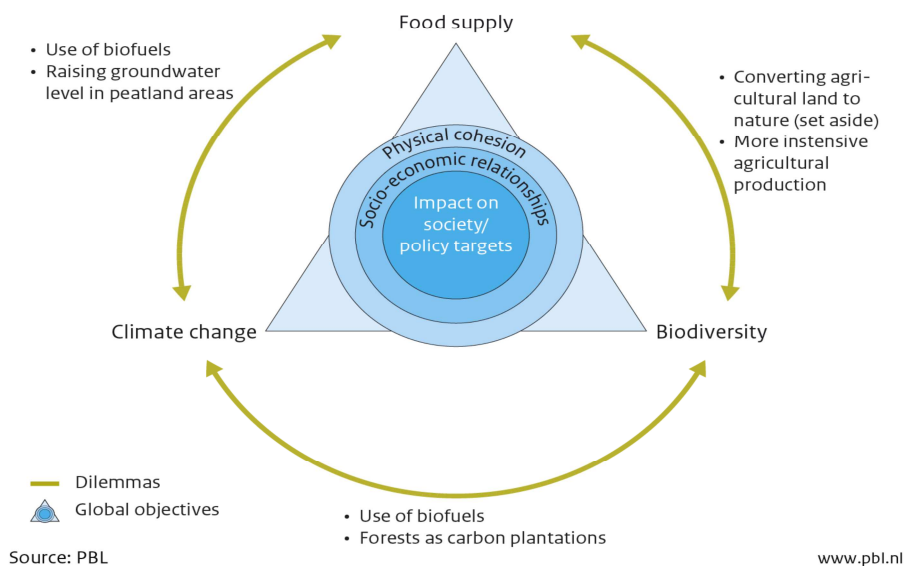 Food supply
• Use of biofuels
• Raising groundwater
level in peatland areas
• Converting agri-
cultural land to
nature (set aside)
• More instensive
agricultural
production
Physical cohesion
Socio-economic relationships
Impact on
society/
policy targets
Climate change
Biodiversity
Dilemmas
Global objectives
• Use of biofuels
• Forests as carbon plantations
Source: PBL
www.pbl.nl